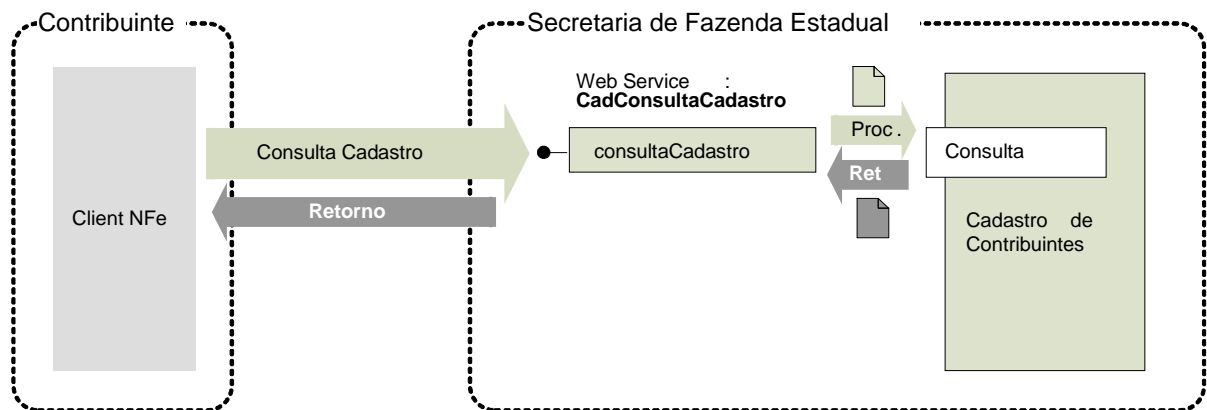 Contribuinte
Secretaria de Fazenda Estadual
Web Service :
CadConsultaCadastro
Consulta Cadastro
consultaCadastro
Proc.
Consulta
Ret
Retorno
Client NFe
Cadastro de
Contribuintes